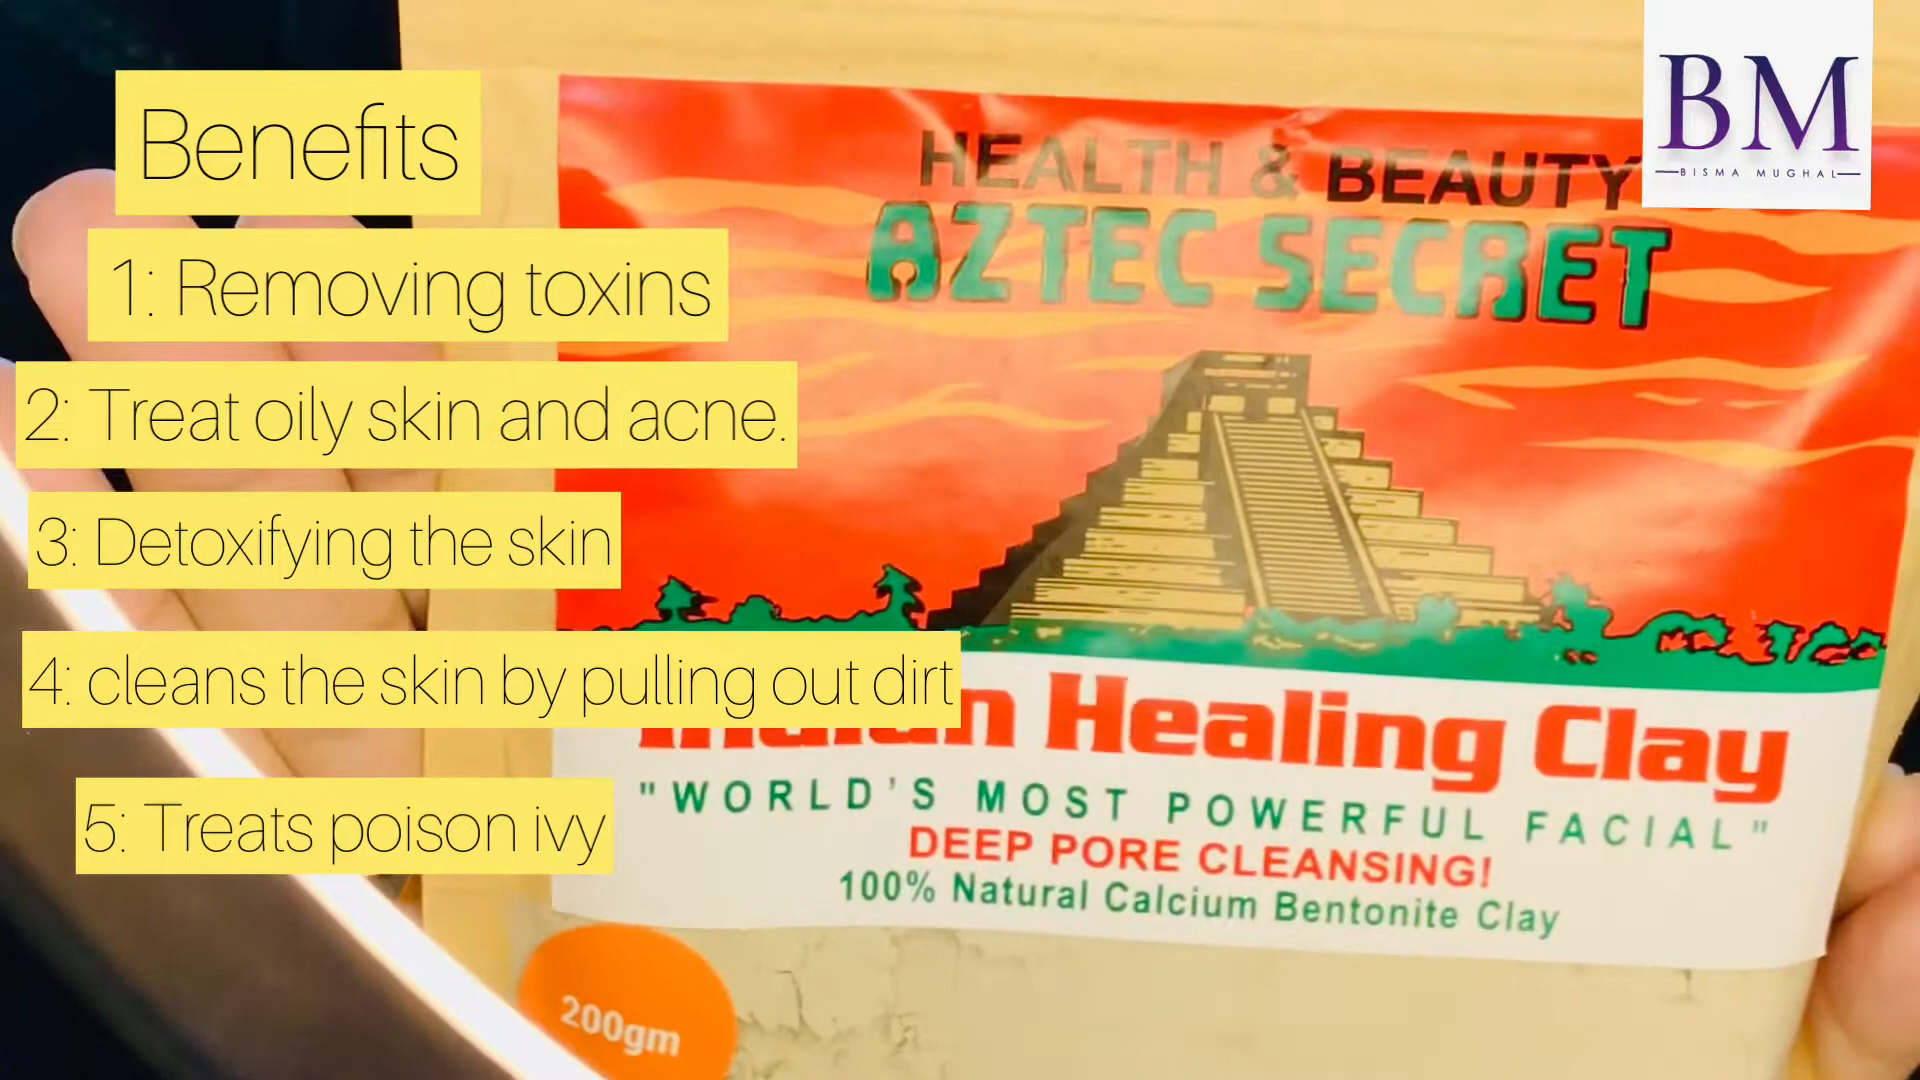 Benefits
1: Removing toxins
2: Treat oily skin and acne.
3: Detoxifying the skin
4: cleans the skin by pulling out dirt
5: Treats poison ivy
BM
BISMA MUGHAL
HEALTH & BEAUTY
AZTEC SECRET
Indian Healing Clay
"WORLD'S MOST POWERFUL FACIAL"
DEEP PORE CLEANSING!
100% Natural Calcium Bentonite Clay
200gm